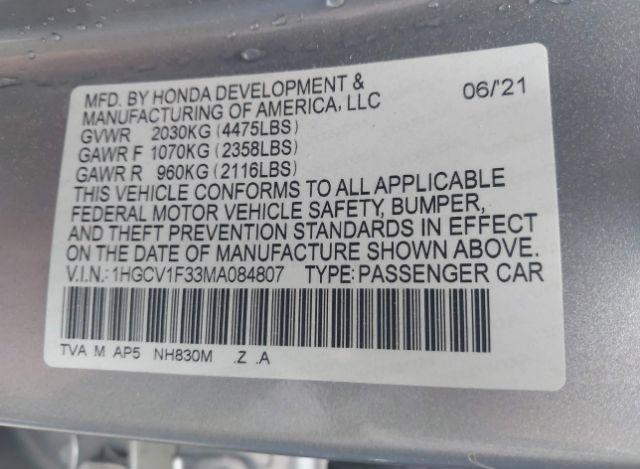 MFD. BY HONDA DEVELOPMENT & 06/'21
MANUFACTURING OF AMERICA, LLC
GVWR 2030KG (4475LBS)
GAWR F 1070KG (2358LBS)
GAWR R 960KG (2116LBS)
THIS VEHICLE CONFORMS TO ALL APPLICABLE
FEDERAL MOTOR VEHICLE SAFETY, BUMPER,
AND THEFT PREVENTION STANDARDS IN EFFECT
ON THE DATE OF MANUFACTURE SHOWN ABOVE.
V.I.N.:1HGCV1F33MA084807 TYPE:PASSENGER CAR
TVA M AP5 NH830M .Z .A